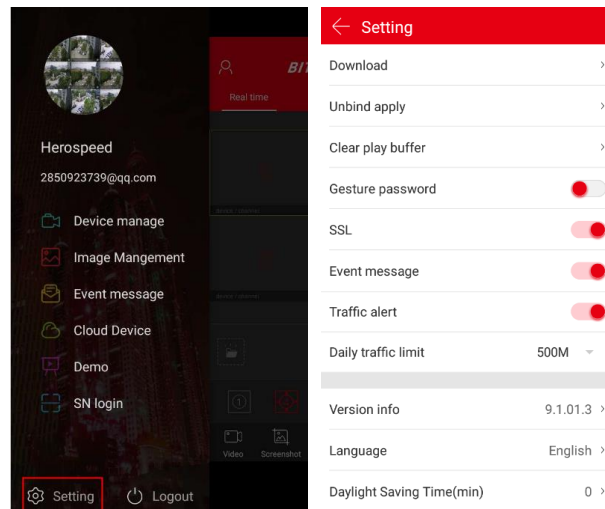 BIT
Real time
Herospeed
2850923739@qq.com
Device manage
Image Mangement
Event message
Cloud Device
Demo
SN login
Video Screenshot
Setting Logout
Setting
Download
Unbind apply
Clear play buffer
Gesture password
SSL
Event message
Traffic alert
Daily traffic limit 500M
Version info 9.1.01.3
Language English
Daylight Saving Time(min) 0